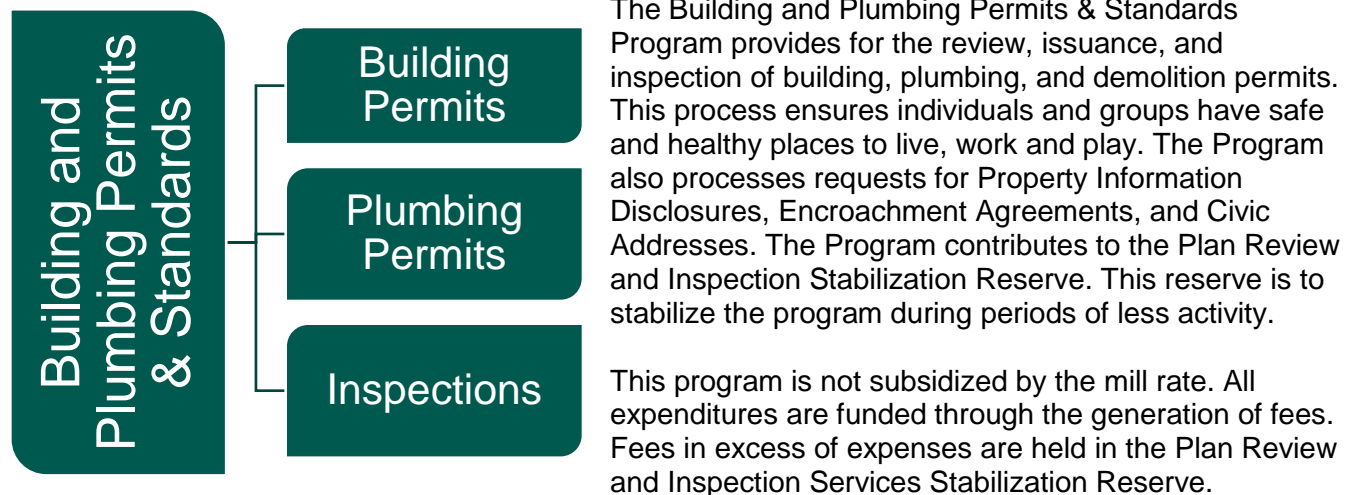 Building and
Plumbing Permits
& Standards
Building
Permits
Plumbing
Permits
Inspections
The Building and Plumbing Permits & Standards
Program provides for the review, issuance, and
inspection of building, plumbing, and demolition permits.
This process ensures individuals and groups have safe
and healthy places to live, work and play. The Program
also processes requests for Property Information
Disclosures, Encroachment Agreements, and Civic
Addresses. The Program contributes to the Plan Review
and Inspection Stabilization Reserve. This reserve is to
stabilize the program during periods of less activity.
This program is not subsidized by the mill rate. All
expenditures are funded through the generation of fees.
Fees in excess of expenses are held in the Plan Review
and Inspection Services Stabilization Reserve.